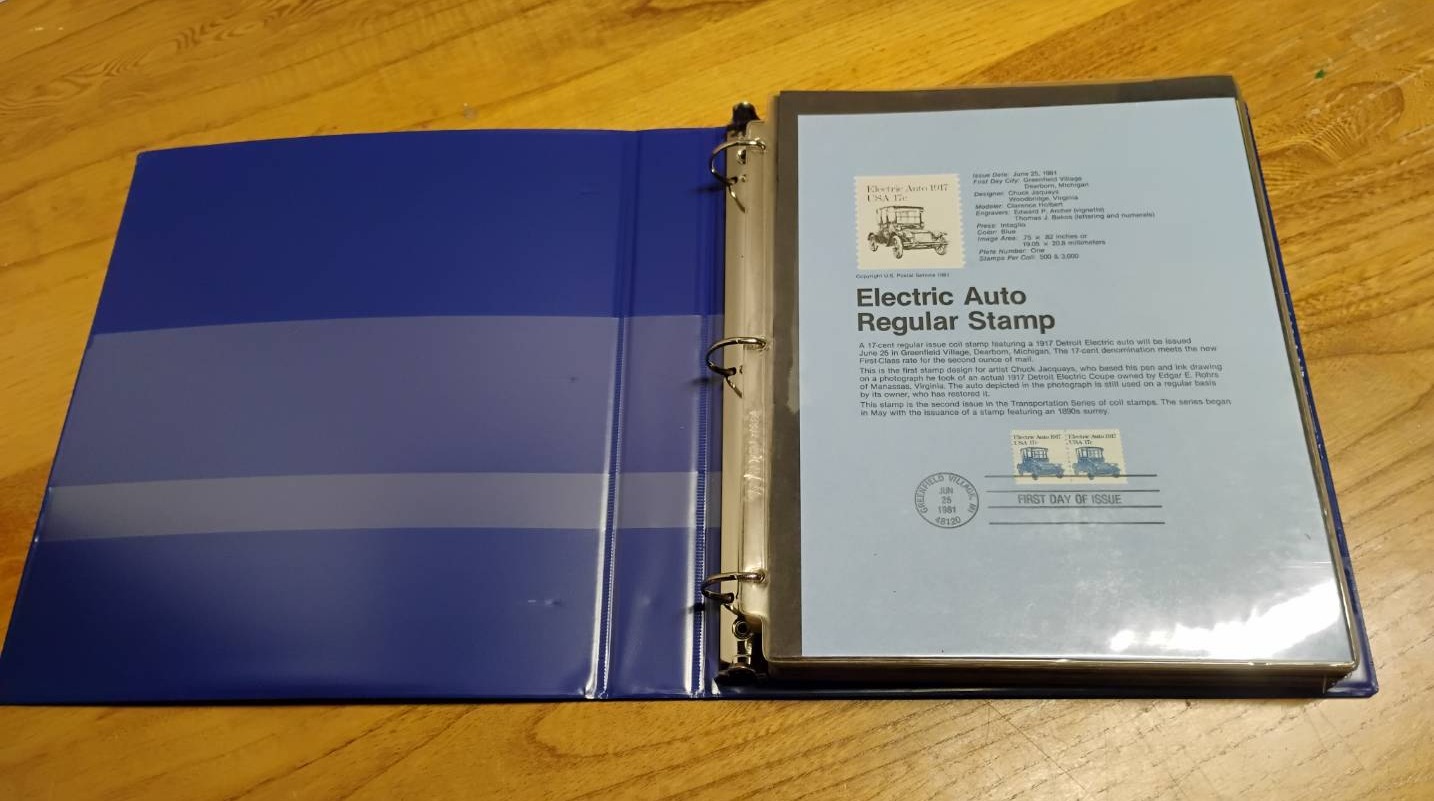 Electric Auto 1917
USA 17c
Issue Date: June 25, 1981
First Day City: Greenfield Village
Dearborn, Michigan
Designer: Chuck Jaquays
Woodbridge, Virginia
Modeler: Clarence Holbert
Engravers: Edward P. Archer (vignette)
Thomas J. Bakos (lettering and numerals)
Press: Intaglio
Color: Blue
Image Area: .75 x .82 inches or
19.05 x 20.8 millimeters
Plate Number: One
Stamps Per Coil: 500 & 3,000
Copyright U.S. Postal Service 1981
Electric Auto
Regular Stamp
A 17-cent regular issue coil stamp featuring a 1917 Detroit Electric auto will be issued
June 25 in Greenfield Village, Dearborn, Michigan. The 17-cent denomination meets the new
First-Class rate for the second ounce of mail.
This is the first stamp design for artist Chuck Jacquays, who based his pen and ink drawing
on a photograph he took of an actual 1917 Detroit Electric Coupe owned by Edgar E. Rohrs
of Manassas, Virginia. The auto depicted in the photograph is still used on a regular basis
by its owner, who has restored it.
This stamp is the second issue in the Transportation Series of coil stamps. The series began
in May with the issuance of a stamp featuring an 1890s surrey.
Electric Auto 1917 Electric Auto 1917
USA 17c USA 17c
GREENFIELD VILLAGE, MI
JUN
25
1981
48120
FIRST DAY OF ISSUE